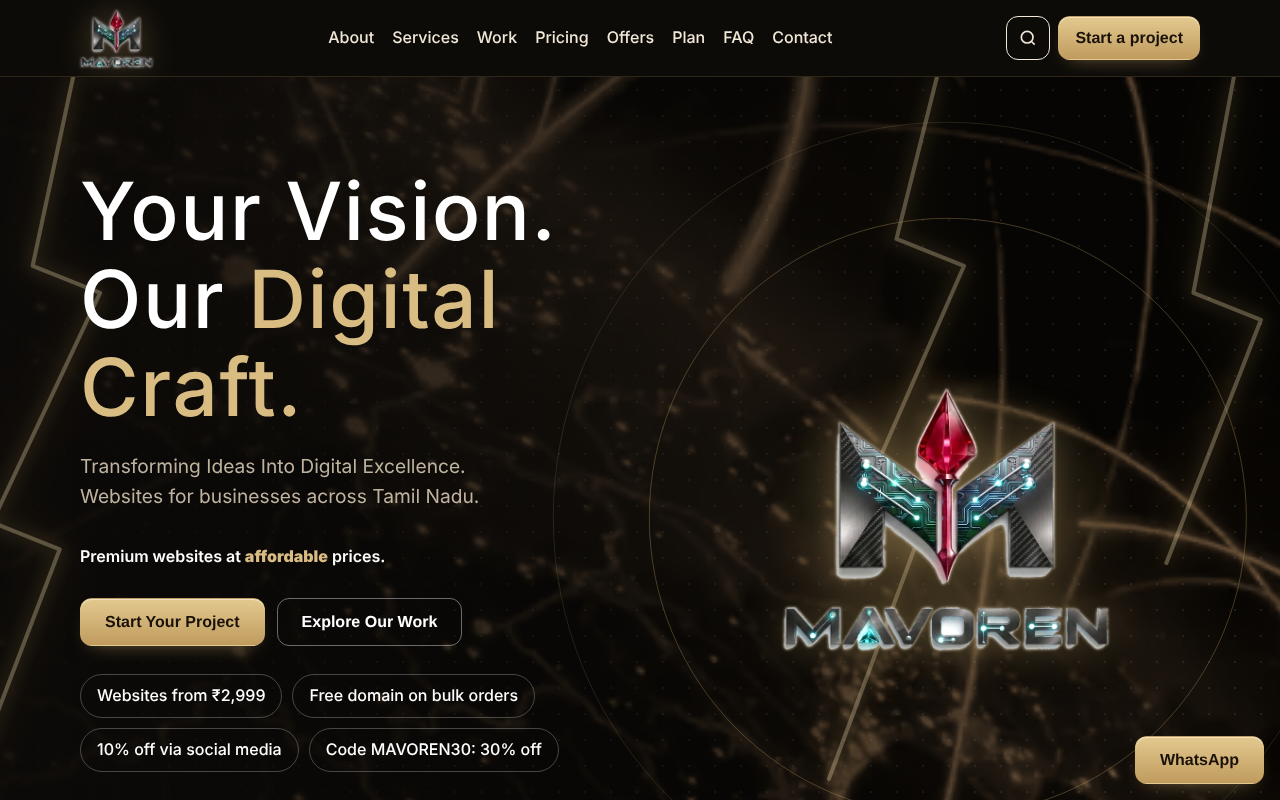 MAVOREN
About Services Work Pricing Offers Plan FAQ Contact
Start a project
Your Vision.
Our Digital
Craft.
Transforming Ideas Into Digital Excellence.
Websites for businesses across Tamil Nadu.
Premium websites at affordable prices.
Start Your Project
Explore Our Work
Websites from ₹2,999
Free domain on bulk orders
10% off via social media
Code MAVOREN30: 30% off
MAVOREN
WhatsApp